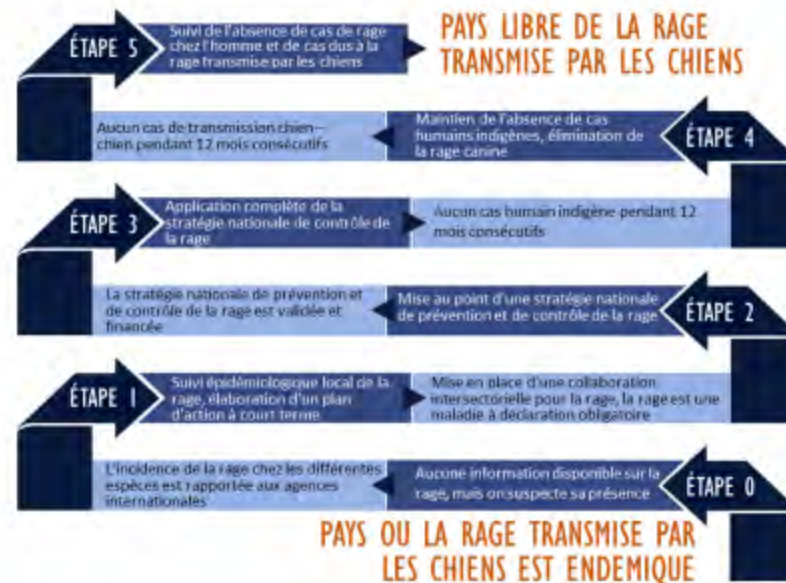 ÉTAPE 5
Suivi de l'absence de cas de rage
chez l'homme et de cas dus à la
rage transmise par les chiens
PAYS LIBRE DE LA RAGE
TRANSMISE PAR LES CHIENS
Aucun cas de transmission chien–
chien pendant 12 mois consécutifs
Maintien de l'absence de cas
humains indigènes, élimination de
la rage canine
ÉTAPE 4
ÉTAPE 3
Application complète de la
stratégie nationale de contrôle de
la rage
Aucun cas humain indigène pendant 12
mois consécutifs
La stratégie nationale de prévention et
de contrôle de la rage est validée et
financée
Mise au point d'une stratégie nationale
de prévention et de contrôle de la rage
ÉTAPE 2
ÉTAPE 1
Suivi épidémiologique local de la
rage, élaboration d'un plan
d'action à court terme
Mise en place d'une collaboration
intersectorielle pour la rage, la rage est une
maladie à déclaration obligatoire
L'incidence de la rage chez les différentes
espèces est rapportée aux agences
internationales
Aucune information disponible sur la
rage, mais on suspecte sa présence
ÉTAPE 0
PAYS OU LA RAGE TRANSMISE PAR
LES CHIENS EST ENDEMIQUE